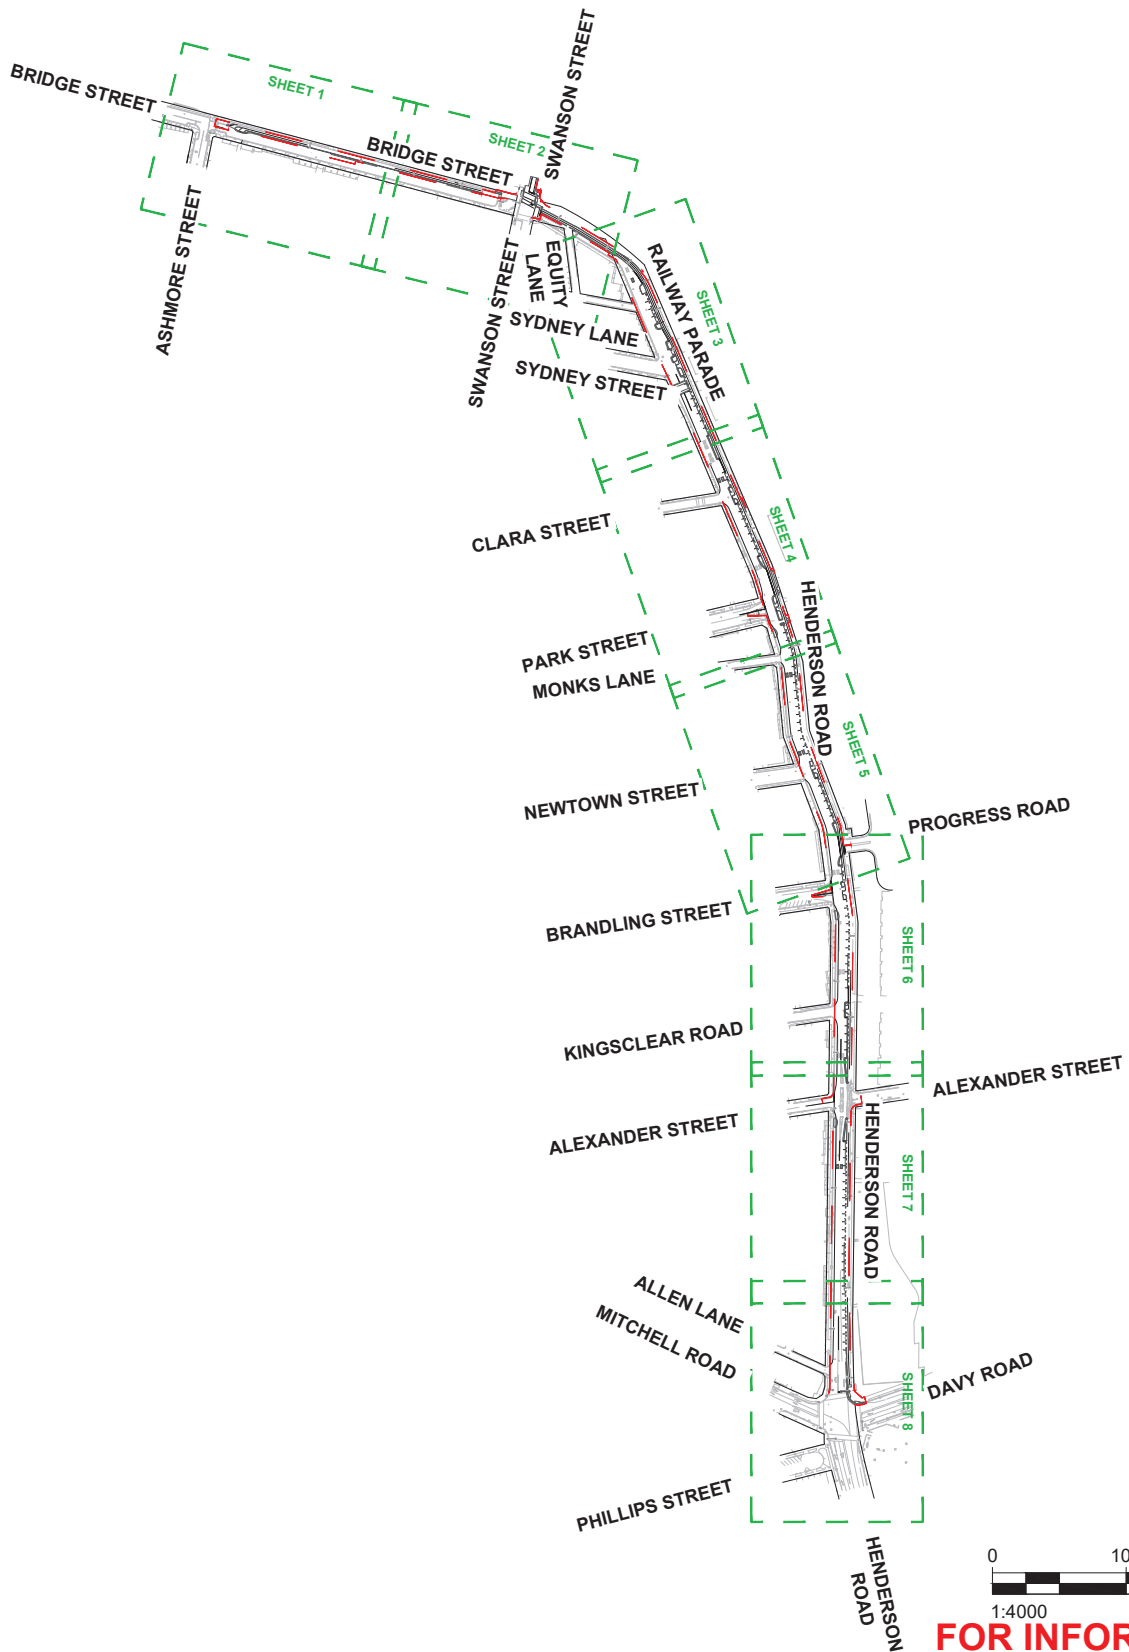 SWANSON STREET
BRIDGE STREET
SHEET 1
SHEET 2
BRIDGE STREET
ASHMORE STREET
SWANSON STREET
EQUITY
LANE
RAILWAY PARADE
SHEET 3
SYDNEY LANE
SYDNEY STREET
CLARA STREET
SHEET 4
HENDERSON ROAD
PARK STREET
MONKS LANE
SHEET 5
NEWTOWN STREET
PROGRESS ROAD
BRANDLING STREET
SHEET 6
KINGSCLEAR ROAD
ALEXANDER STREET
ALEXANDER STREET
HENDERSON ROAD
SHEET 7
ALLEN LANE
MITCHELL ROAD
DAVY ROAD
SHEET 8
PHILLIPS STREET
HENDERSON
ROAD
0 10
1:4000
FOR INFOR